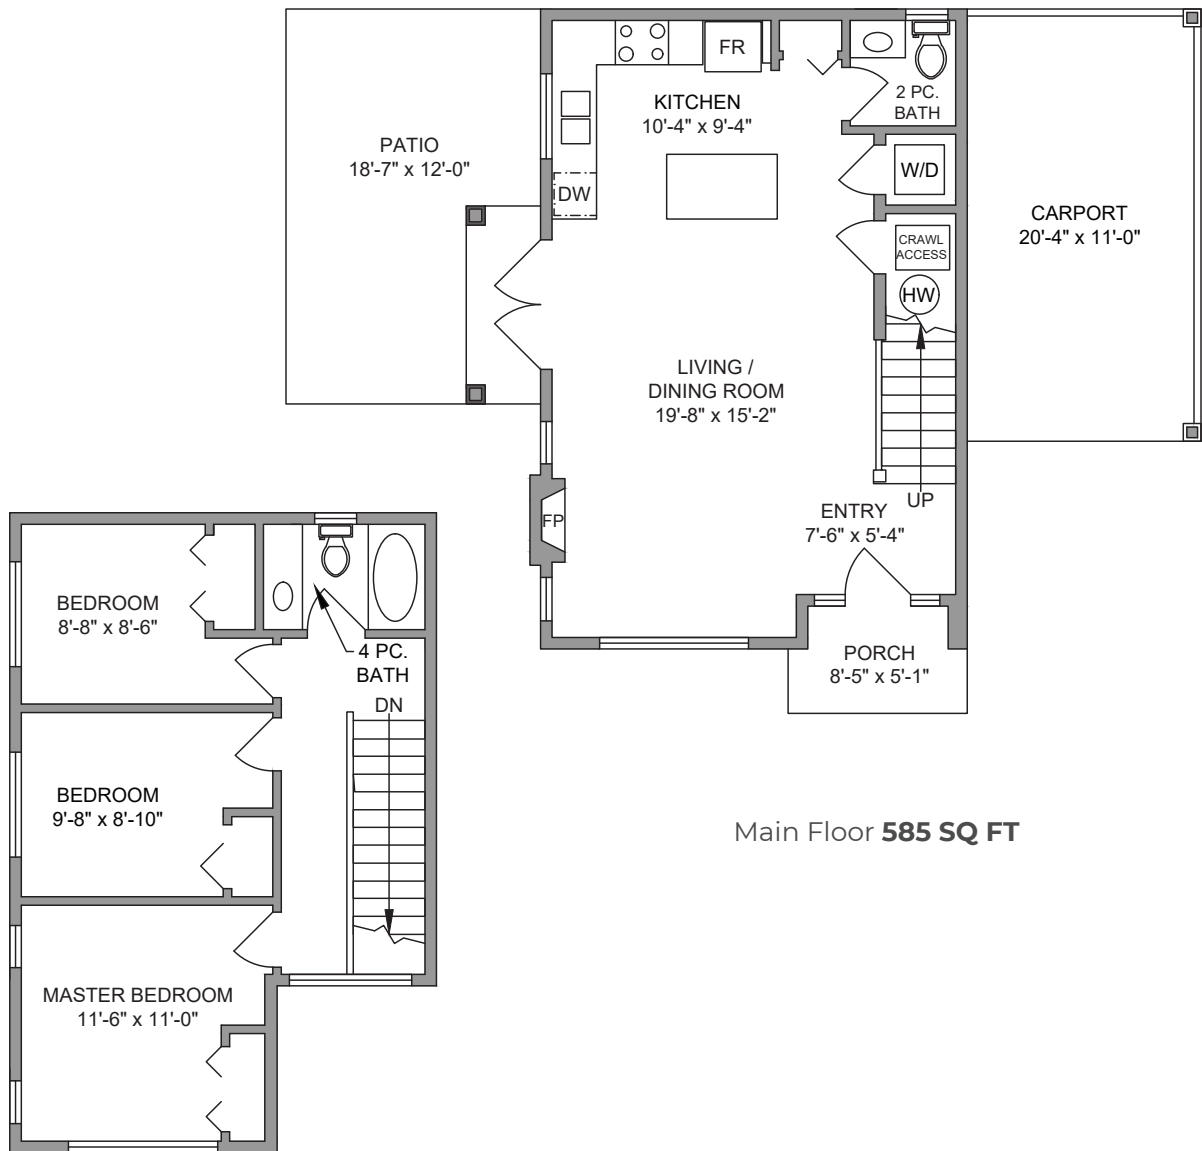 FR
KITCHEN
10'-4" x 9'-4"
2 PC.
BATH
PATIO
18'-7" x 12'-0"
DW
W/D
CARPORT
20'-4" x 11'-0"
CRAWL
ACCESS
HW
LIVING /
DINING ROOM
19'-8" x 15'-2"
UP
ENTRY
7'-6" x 5'-4"
FP
PORCH
8'-5" x 5'-1"
BEDROOM
8'-8" x 8'-6"
4 PC.
BATH
DN
BEDROOM
9'-8" x 8'-10"
MASTER BEDROOM
11'-6" x 11'-0"
Main Floor 585 SQ FT